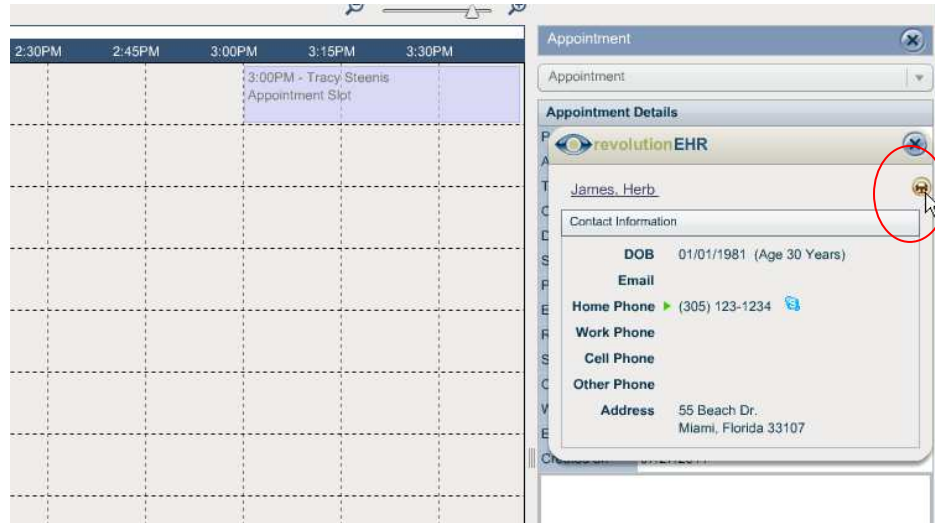 2:30PM 2:45PM 3:00PM 3:15PM 3:30PM
3:00PM - Tracy Steenis
Appointment Slot
Appointment
Appointment
Appointment Details
revolutionEHR
James, Herb
Contact Information
DOB 01/01/1981 (Age 30 Years)
Email
Home Phone (305) 123-1234
Work Phone
Cell Phone
Other Phone
Address 55 Beach Dr.
Miami, Florida 33107